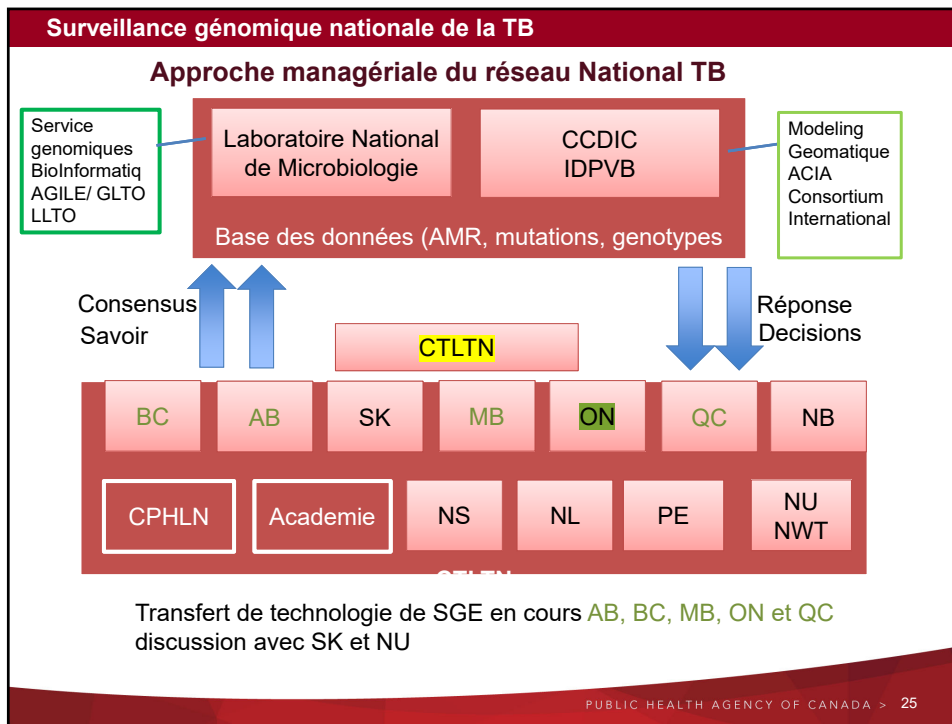 Surveillance génomique nationale de la TB
Approche managériale du réseau National TB
Service
genomiques
BioInformatiq
AGILE/ GLTO
LLTO
Laboratoire National
de Microbiologie
CCDIC
IDPVB
Modeling
Geomatique
ACIA
Consortium
International
Base des données (AMR, mutations, genotypes
Consensus
Savoir
Réponse
Decisions
CTLTN
BC
AB
SK
MB
ON
QC
NB
CPHLN
Academie
NS
NL
PE
NU
NWT
CTLTN
Transfert de technologie de SGE en cours AB, BC, MB, ON et QC
discussion avec SK et NU
PUBLIC HEALTH AGENCY OF CANADA > 25